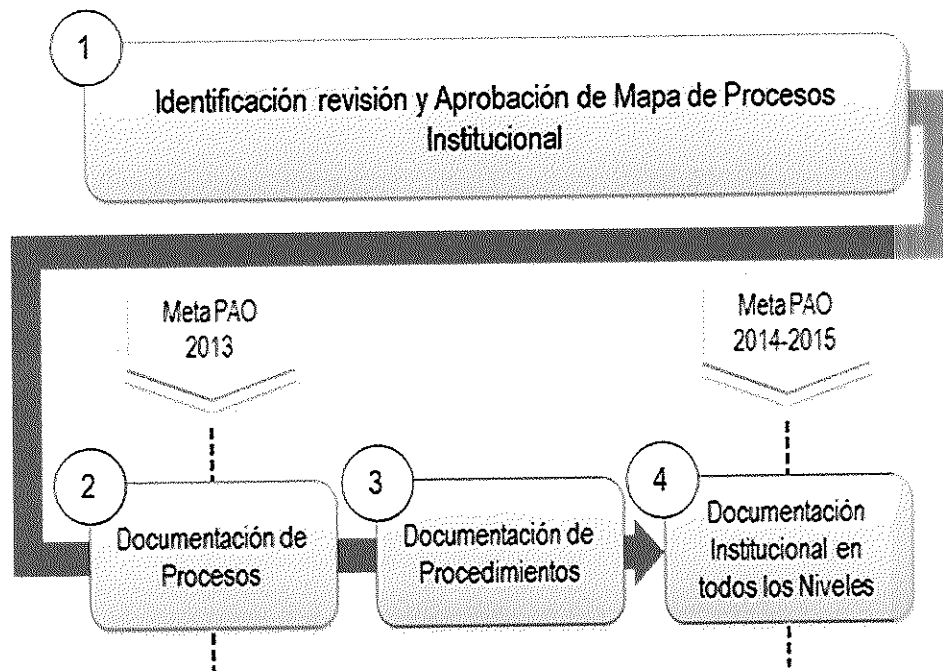 1
Identificación revisión y Aprobación de Mapa de Procesos
Institucional
Meta PAO
2013
Meta PAO
2014-2015
2
Documentación de
Procesos
3
Documentación de
Procedimientos
4
Documentación
Institucional en
todos los Niveles